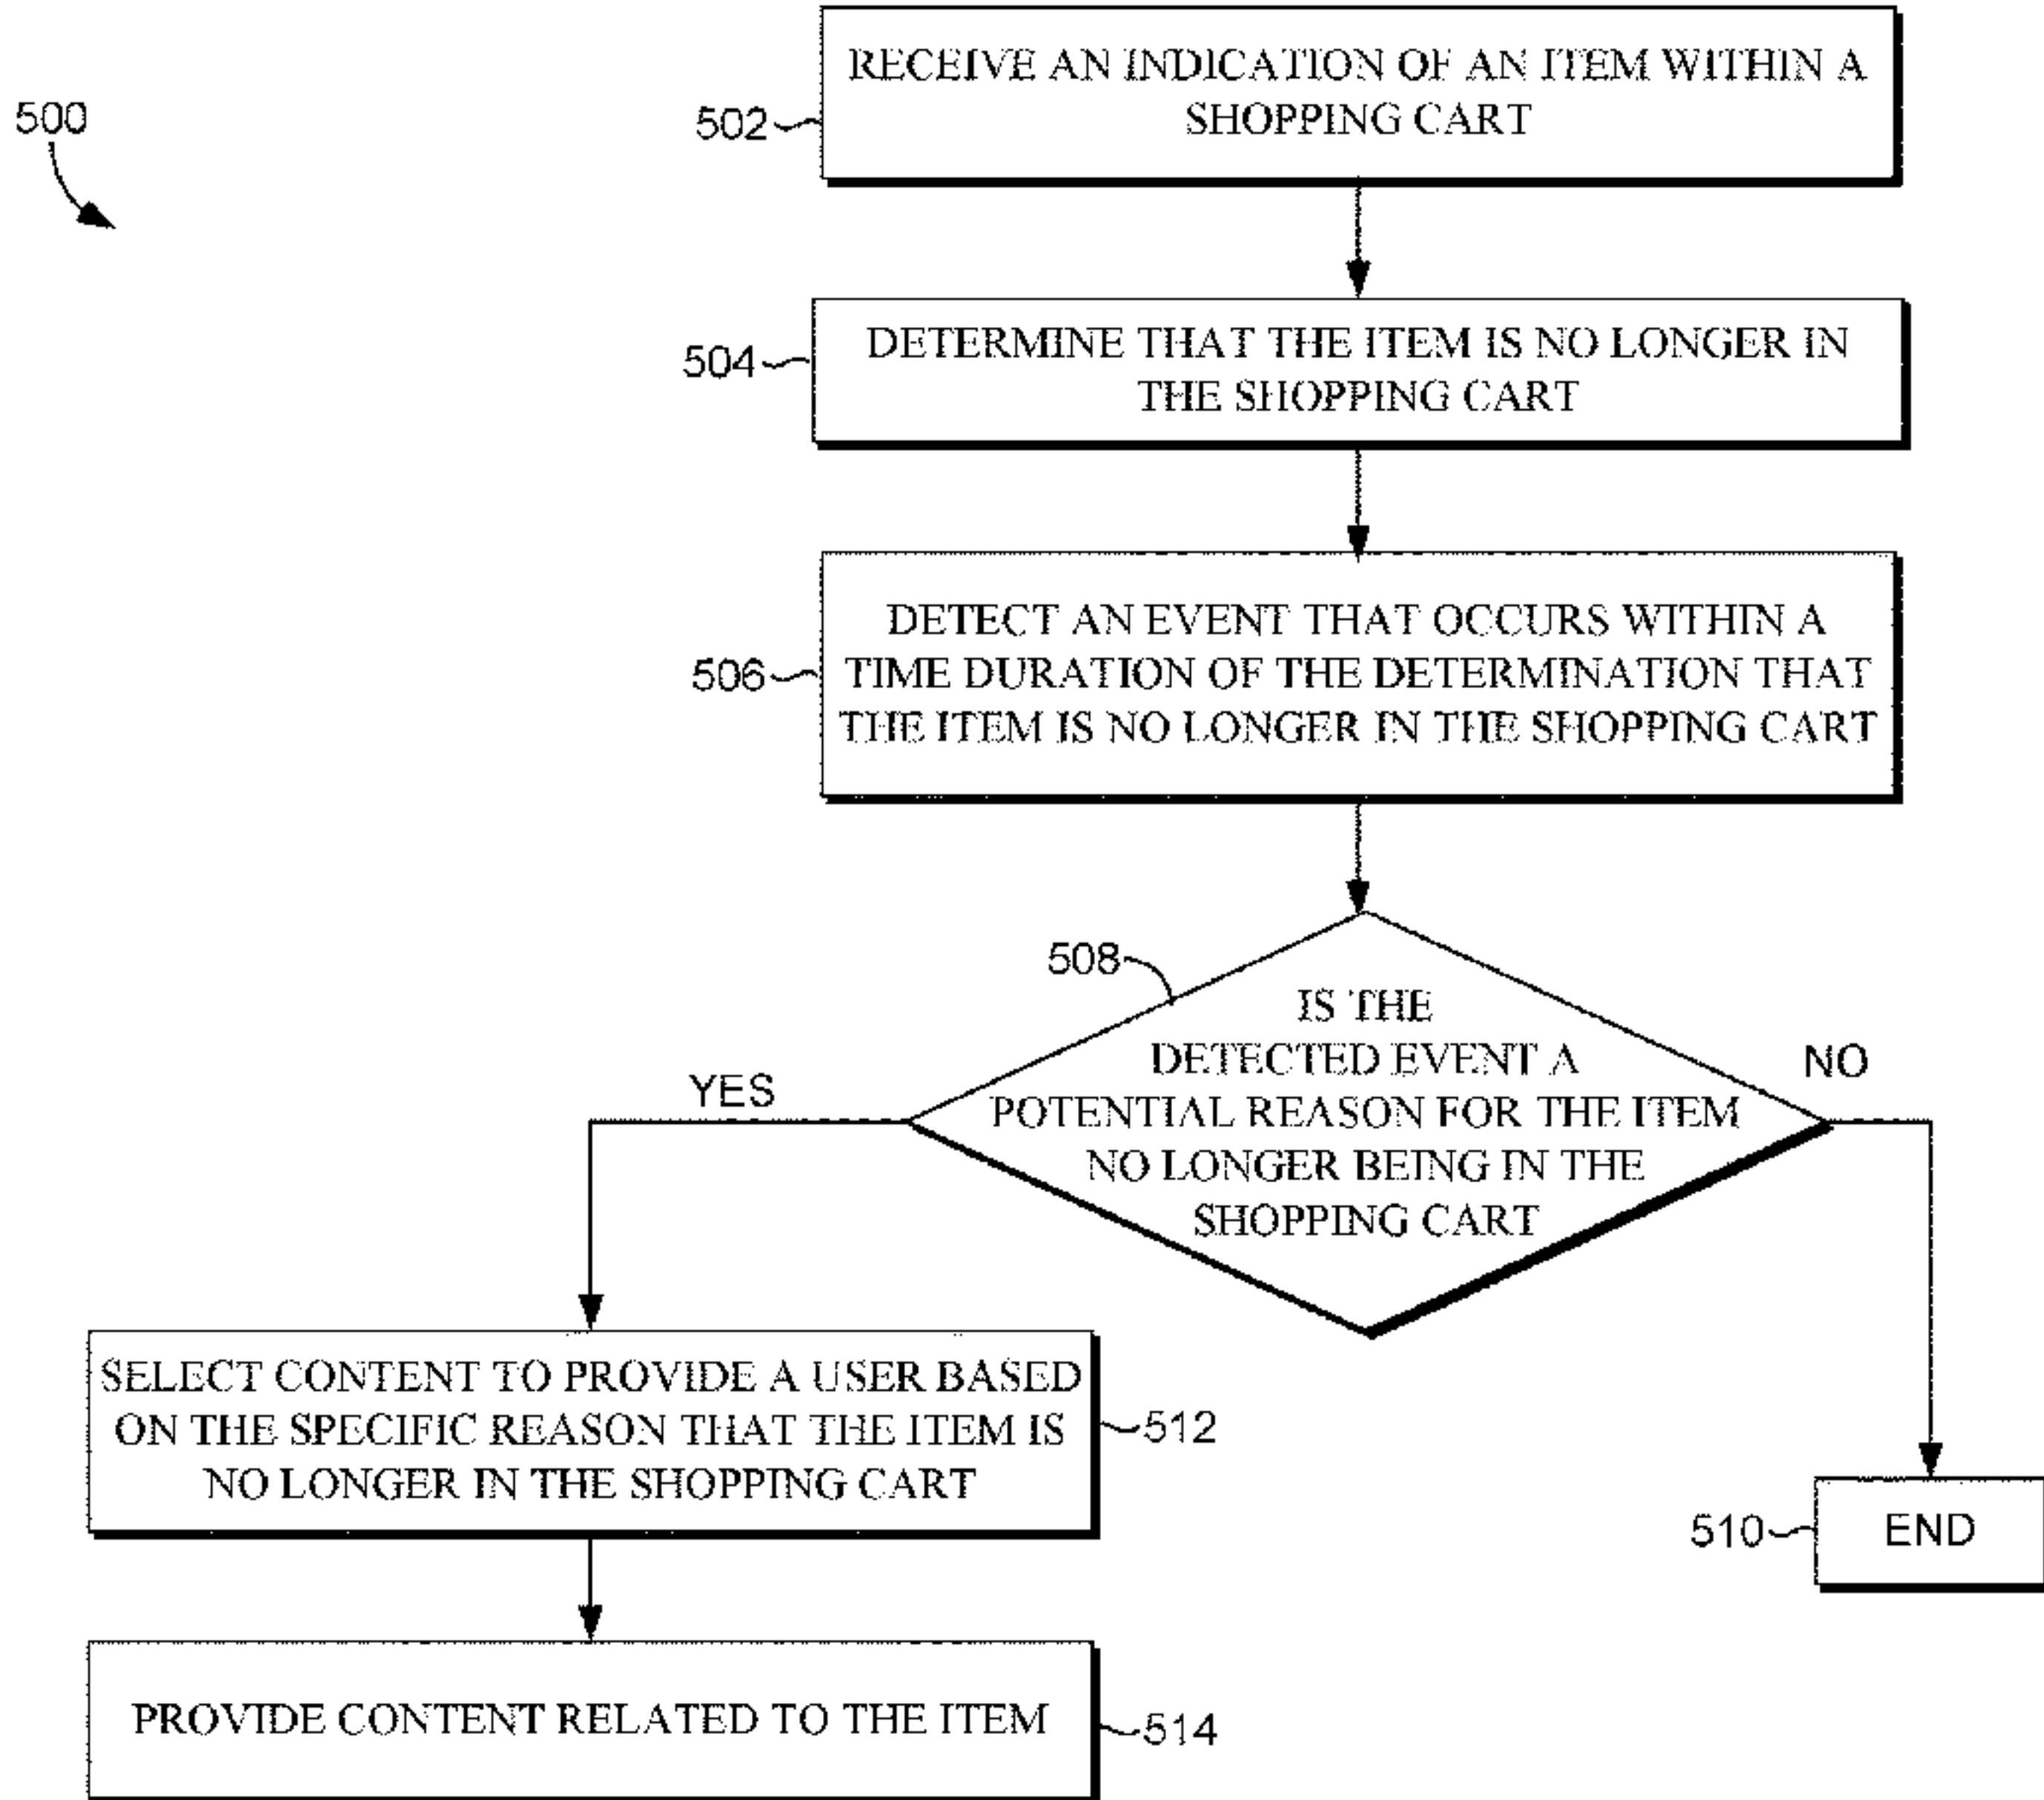 500
RECEIVE AN INDICATION OF AN ITEM WITHIN A
SHOPPING CART
502
DETERMINE THAT THE ITEM IS NO LONGER IN
THE SHOPPING CART
504
DETECT AN EVENT THAT OCCURS WITHIN A
TIME DURATION OF THE DETERMINATION THAT
THE ITEM IS NO LONGER IN THE SHOPPING CART
506
508
IS THE
DETECTED EVENT A
POTENTIAL REASON FOR THE ITEM
NO LONGER BEING IN THE
SHOPPING CART
YES
NO
SELECT CONTENT TO PROVIDE A USER BASED
ON THE SPECIFIC REASON THAT THE ITEM IS
NO LONGER IN THE SHOPPING CART
512
510
END
PROVIDE CONTENT RELATED TO THE ITEM
514